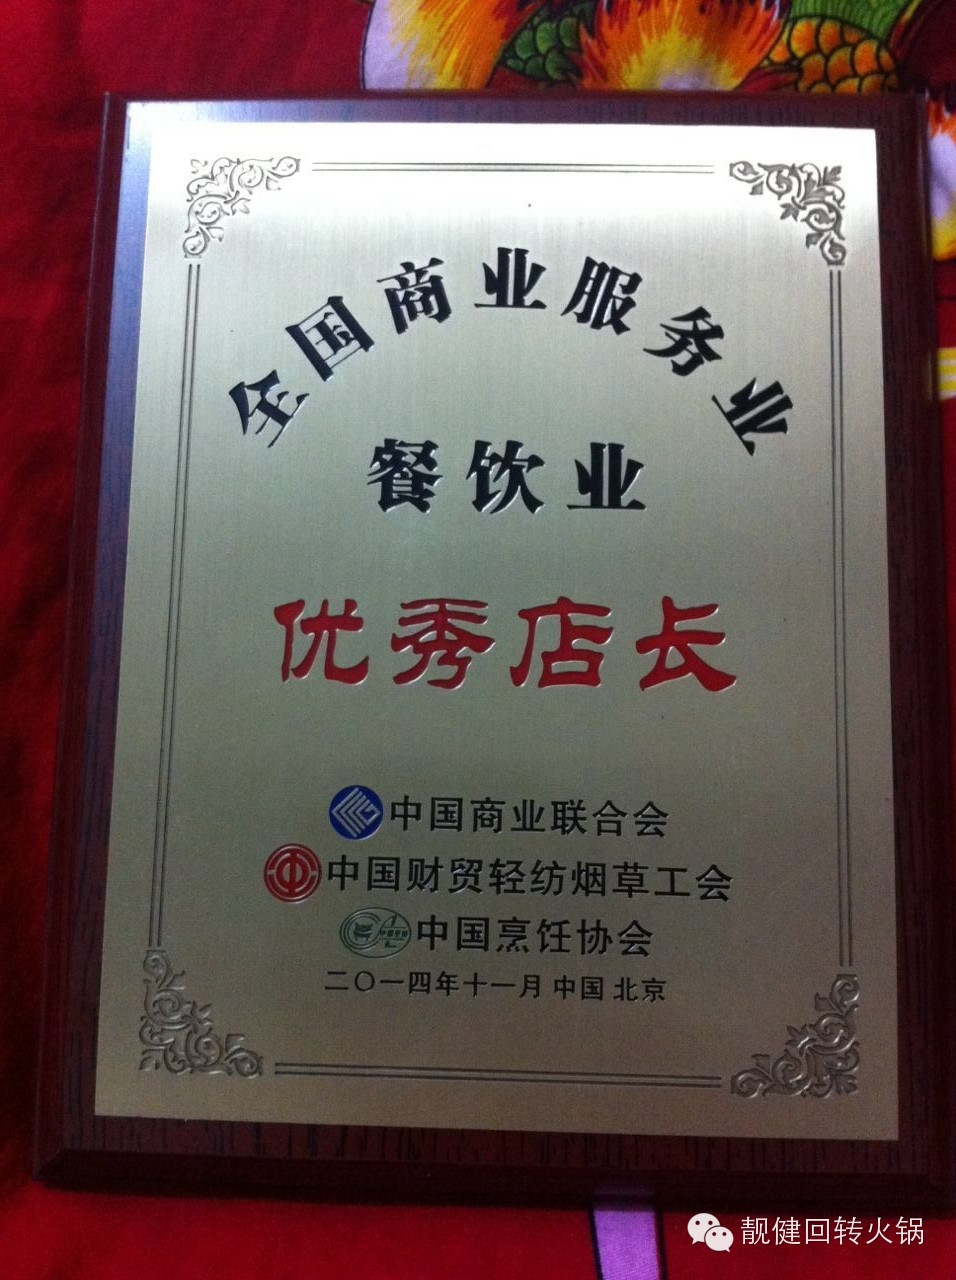 全国商业服务业
餐饮业
优秀店长
中国商业联合会
中国财贸轻纺烟草工会
中国烹饪协会
二〇一四年十一月 中国 北京
靓健回转火锅